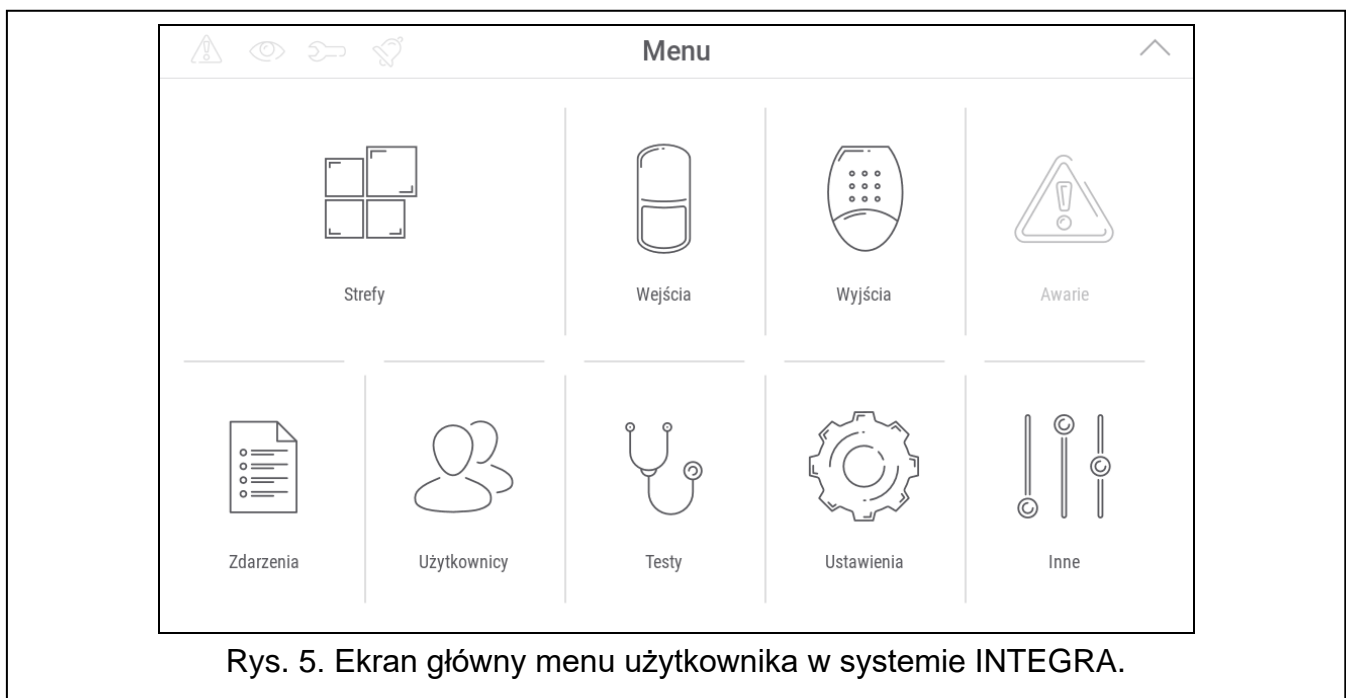 Menu
Strefy
Wejścia
Wyjścia
Awarie
Zdarzenia
Użytkownicy
Testy
Ustawienia
Inne
Rys. 5. Ekran główny menu użytkownika w systemie INTEGRA.